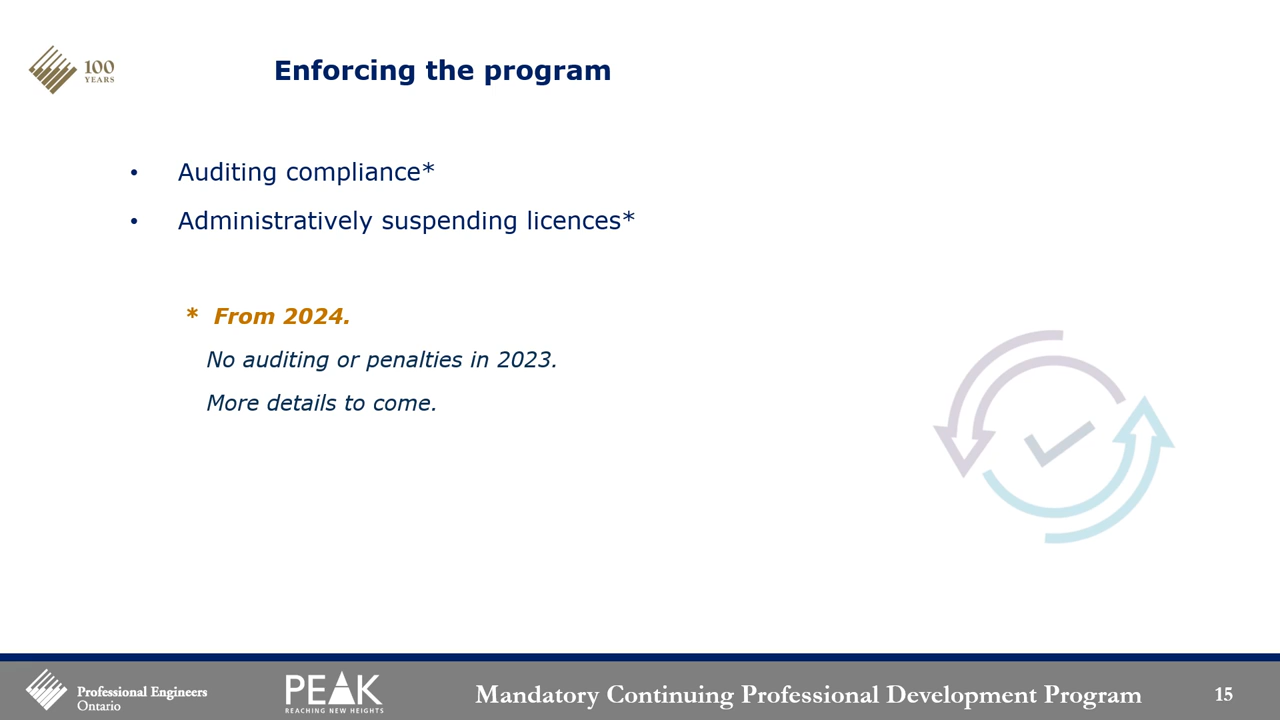 100
YEARS
Enforcing the program
• Auditing compliance*
• Administratively suspending licences*
* From 2024.
No auditing or penalties in 2023.
More details to come.
Professional Engineers
Ontario
PEAK
REACHING NEW HEIGHTS
Mandatory Continuing Professional Development Program
15